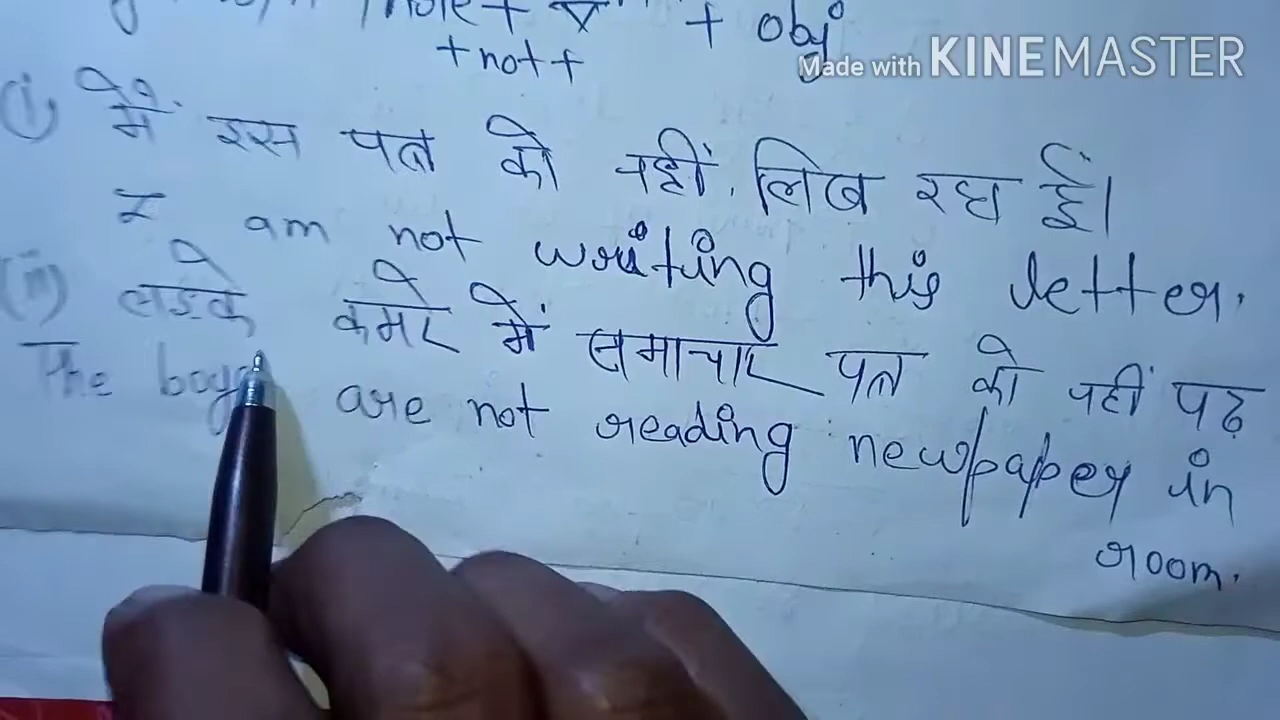 + obj
+ not +
Made with KINEMASTER
(i) मैं इस पत्र को नहीं लिख रहा हूँ।
I am not writing this letter.
(ii) लड़के कमरे में समाचार पत्र को नहीं पढ़
The boys are not reading newpaper in
room.